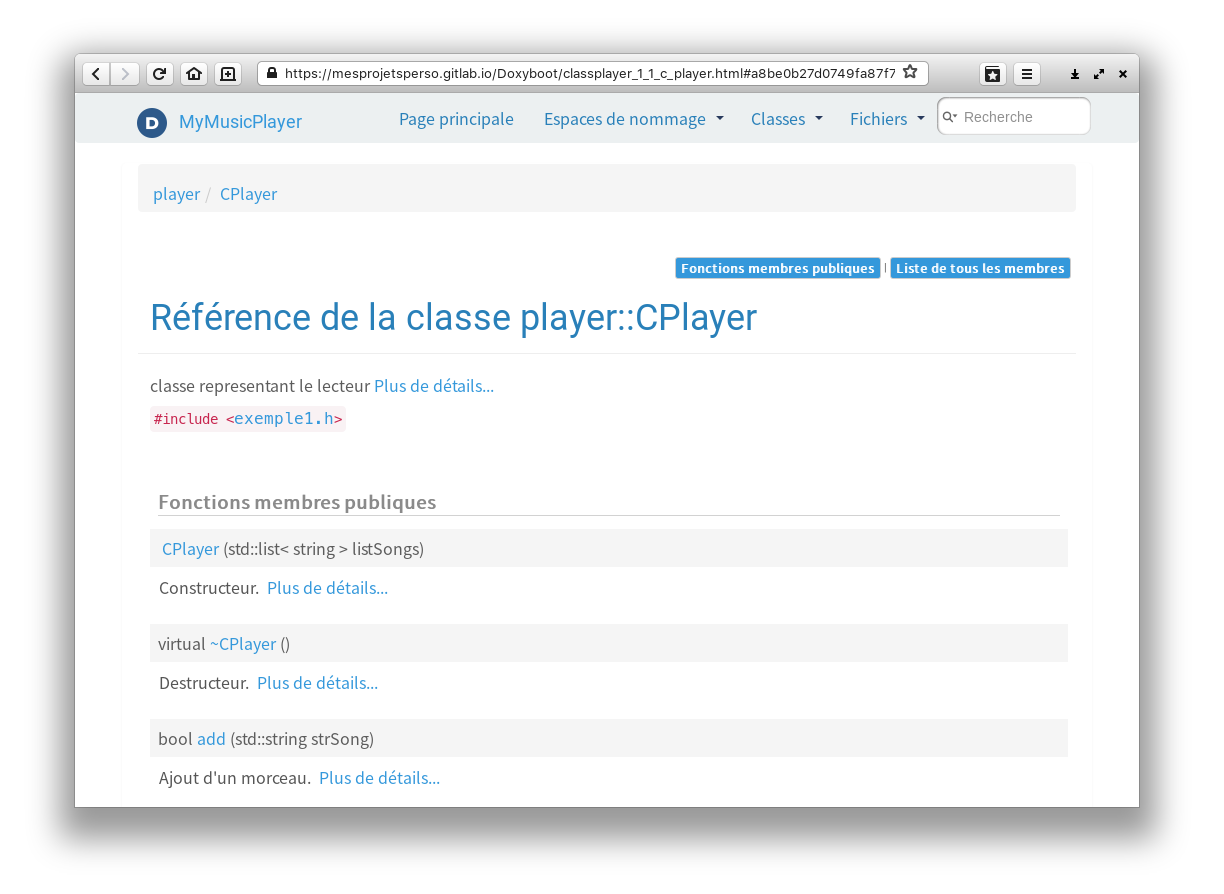 https://mesprojetsperso.gitlab.io/Doxyboot/classplayer_1_1_c_player.html#a8be0b27d0749fa87f7
D MyMusicPlayer Page principale Espaces de nommage Classes Fichiers Recherche
player / CPlayer
Fonctions membres publiques | Liste de tous les membres
Référence de la classe player::CPlayer
classe representant le lecteur Plus de détails...
#include <exemple1.h>
Fonctions membres publiques
CPlayer (std::list< string > listSongs)
Constructeur. Plus de détails...
virtual ~CPlayer ()
Destructeur. Plus de détails...
bool add (std::string strSong)
Ajout d'un morceau. Plus de détails...